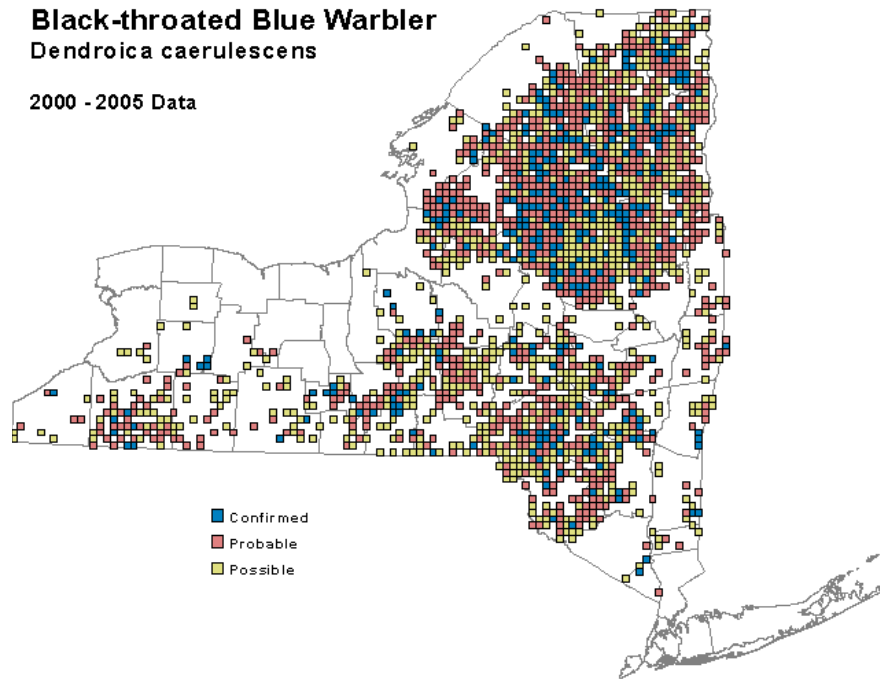 Black-throated Blue Warbler
Dendroica caerulescens
2000 - 2005 Data
Confirmed
Probable
Possible